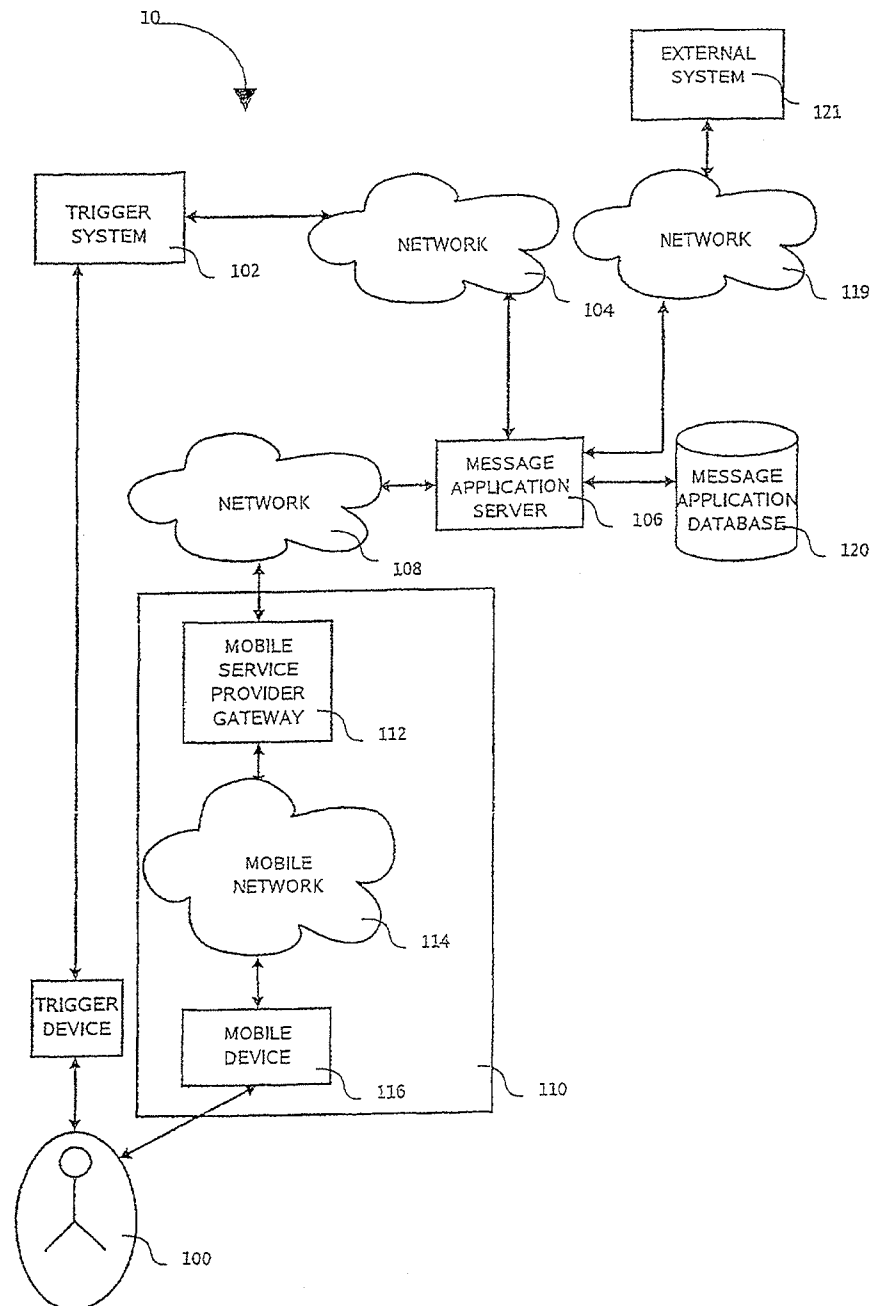 10
EXTERNAL
SYSTEM
121
TRIGGER
SYSTEM
102
NETWORK
104
NETWORK
119
NETWORK
108
MESSAGE
APPLICATION
SERVER
106
MESSAGE
APPLICATION
DATABASE
120
MOBILE
SERVICE
PROVIDER
GATEWAY
112
MOBILE
NETWORK
114
TRIGGER
DEVICE
MOBILE
DEVICE
116
110
100